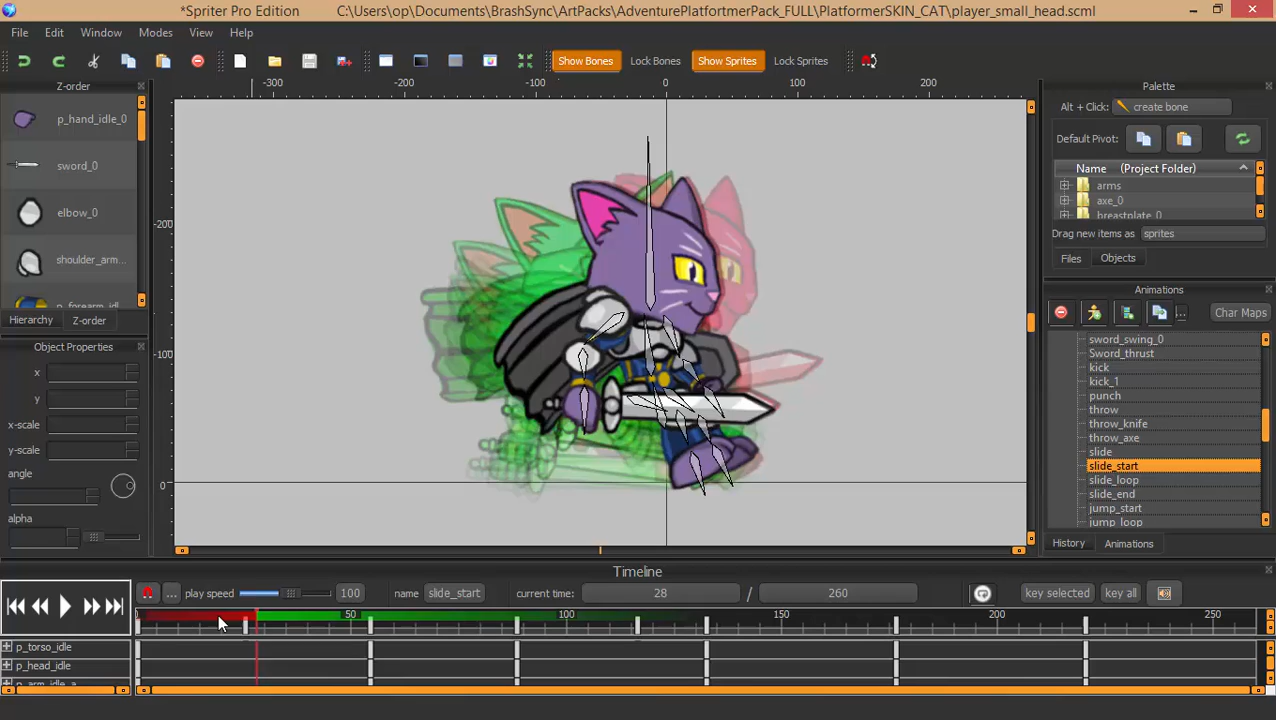 *Spriter Pro Edition
C:\Users\op\Documents\BrashSync\ArtPacks\AdventurePlatfortmerPack_FULL\PlatformerSKIN_CAT\player_small_head.scml
File Edit Window Modes View Help
Show Bones Lock Bones Show Sprites Lock Sprites
Z-order
p_hand_idle_0
sword_0
elbow_0
shoulder_arm...
p_forearm_idl
Hierarchy Z-order
Object Properties
x
y
x-scale
y-scale
angle
alpha
-300 -200 -100 0 100 200
-200
-100
0
Palette
Alt + Click: create bone
Default Pivot:
Name (Project Folder)
arms
axe_0
breastplate_0
Drag new items as sprites
Files Objects
Animations
... Char Maps
sword_swing_0
Sword_thrust
kick
kick_1
punch
throw
throw_knife
throw_axe
slide
slide_start
slide_loop
slide_end
jump_start
jump_loop
History Animations
Timeline
... play speed 100 name slide_start current time: 28 / 260 key selected key all
50 100 150 200 250
p_torso_idle
p_head_idle
p_arm_idle_a